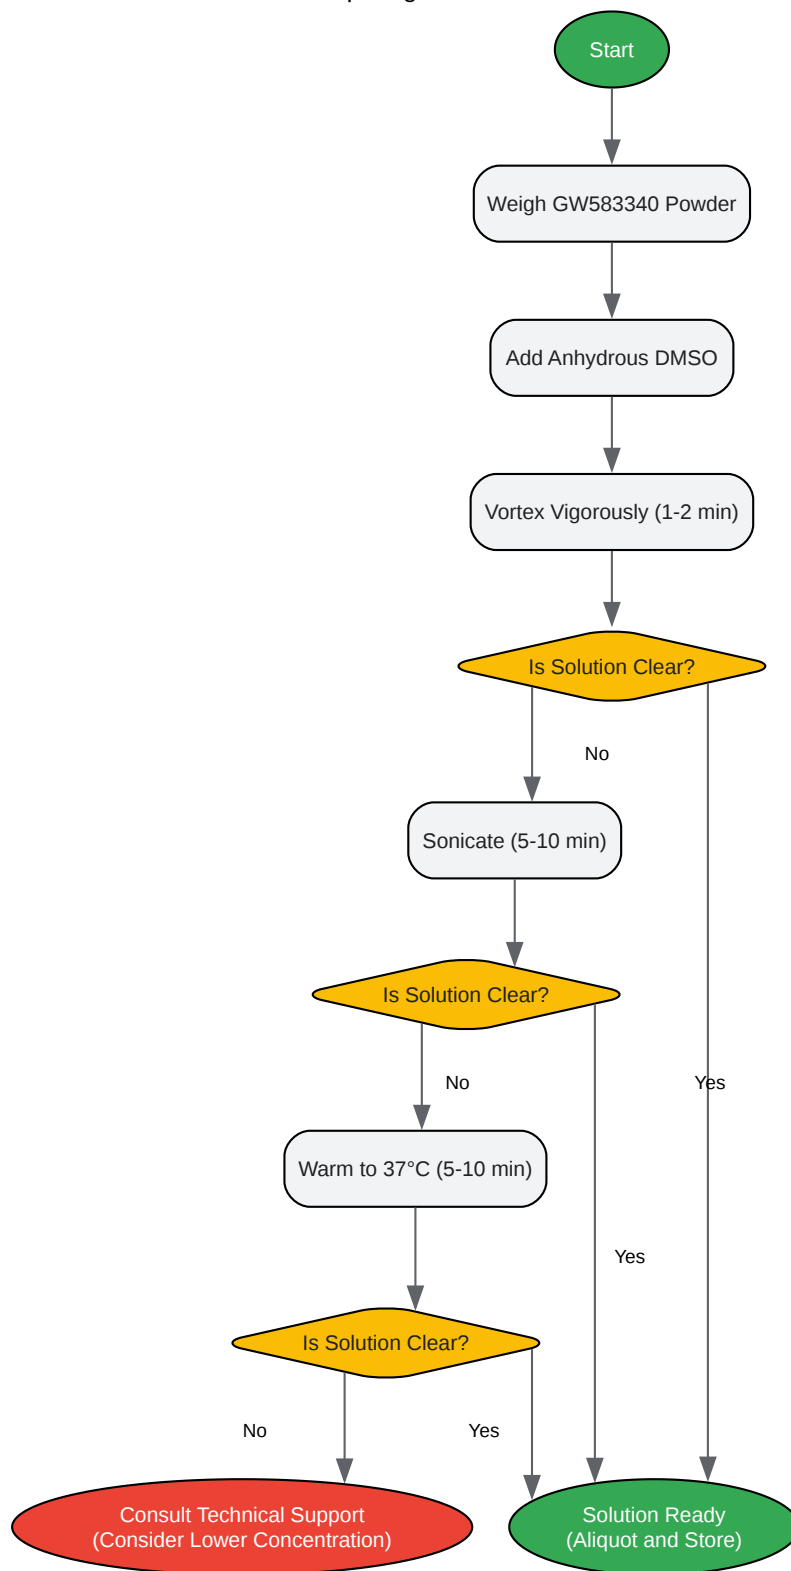 Start
Weigh GW583340 Powder
Add Anhydrous DMSO
Vortex Vigorously (1-2 min)
Is Solution Clear?
No
Sonicate (5-10 min)
Is Solution Clear?
No
Yes
Warm to 37°C (5-10 min)
Yes
Is Solution Clear?
No
Yes
Consult Technical Support
(Consider Lower Concentration)
Solution Ready
(Aliquot and Store)